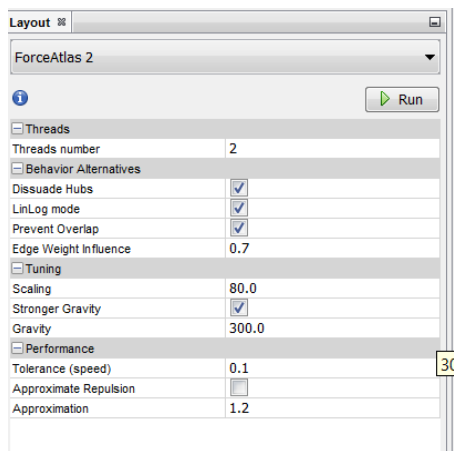 Layout
ForceAtlas 2
Run
Threads
Threads number 2
Behavior Alternatives
Dissuade Hubs
LinLog mode
Prevent Overlap
Edge Weight Influence 0.7
Tuning
Scaling 80.0
Stronger Gravity
Gravity 300.0
Performance
Tolerance (speed) 0.1
Approximate Repulsion
Approximation 1.2